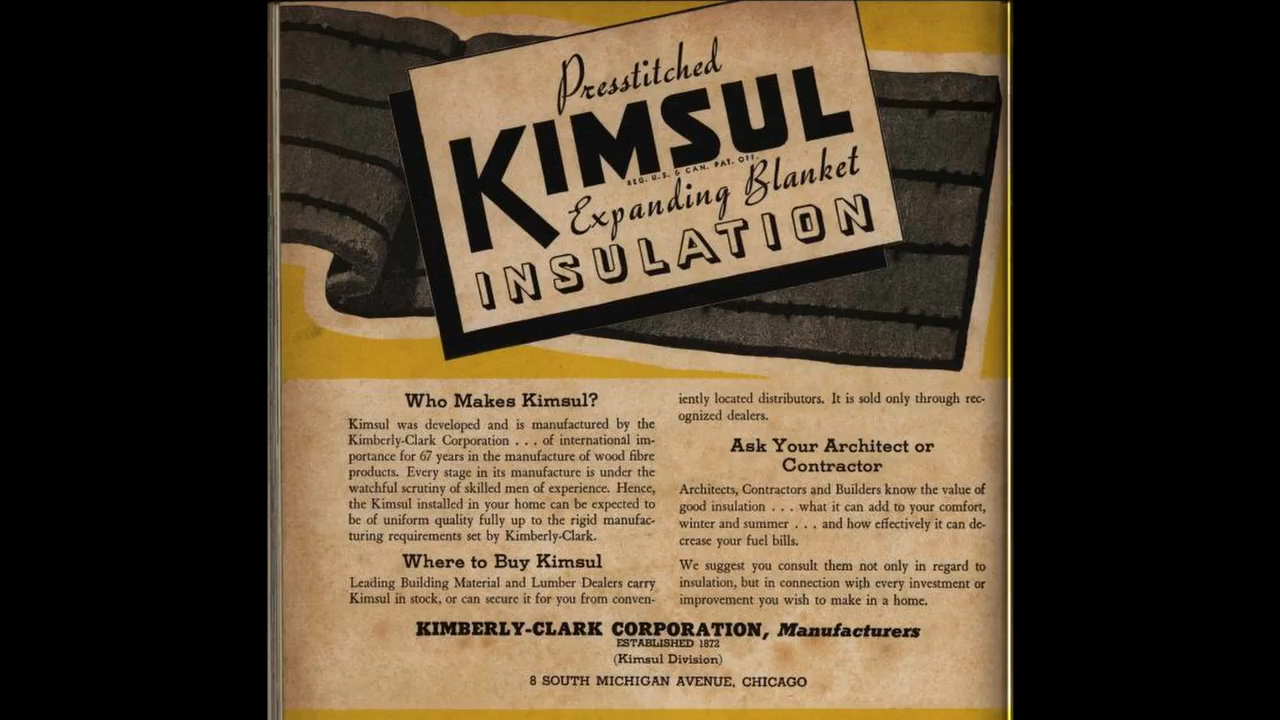 Presstitched
KIMSUL
REG. U.S. & CAN. PAT. OFF.
Expanding Blanket
INSULATION
Who Makes Kimsul?
Kimsul was developed and is manufactured by the
Kimberly-Clark Corporation . . . of international im-
portance for 67 years in the manufacture of wood fibre
products. Every stage in its manufacture is under the
watchful scrutiny of skilled men of experience. Hence,
the Kimsul installed in your home can be expected to
be of uniform quality fully up to the rigid manufac-
turing requirements set by Kimberly-Clark.
Where to Buy Kimsul
Leading Building Material and Lumber Dealers carry
Kimsul in stock, or can secure it for you from conven-
iently located distributors. It is sold only through rec-
ognized dealers.
Ask Your Architect or
Contractor
Architects, Contractors and Builders know the value of
good insulation . . . what it can add to your comfort,
winter and summer . . . and how effectively it can de-
crease your fuel bills.
We suggest you consult them not only in regard to
insulation, but in connection with every investment or
improvement you wish to make in a home.
KIMBERLY-CLARK CORPORATION, Manufacturers
ESTABLISHED 1872
(Kimsul Division)
8 SOUTH MICHIGAN AVENUE, CHICAGO